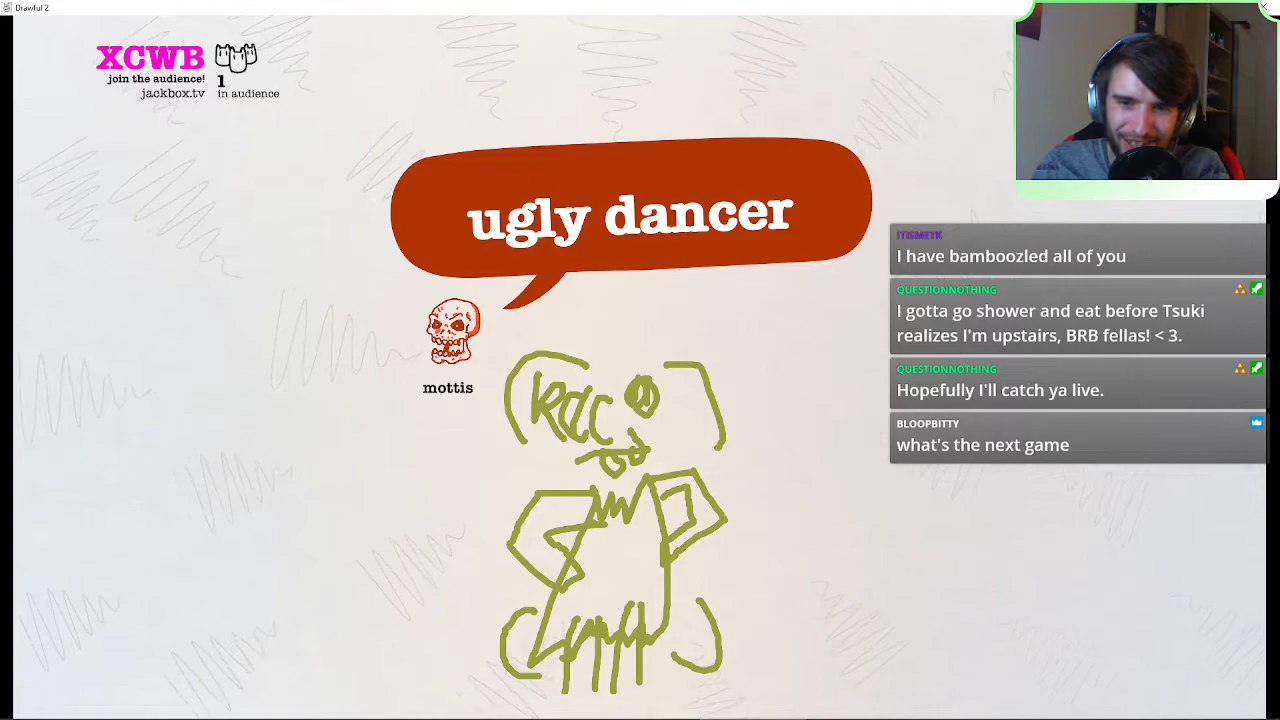 Drawful 2
XCWB
join the audience!
jackbox.tv
1
in audience
ugly dancer
mottis
ITISMETK
I have bamboozled all of you
QUESTIONNOTHING
I gotta go shower and eat before Tsuki
realizes I'm upstairs, BRB fellas! < 3.
QUESTIONNOTHING
Hopefully I'll catch ya live.
BLOOPBITTY
what's the next game